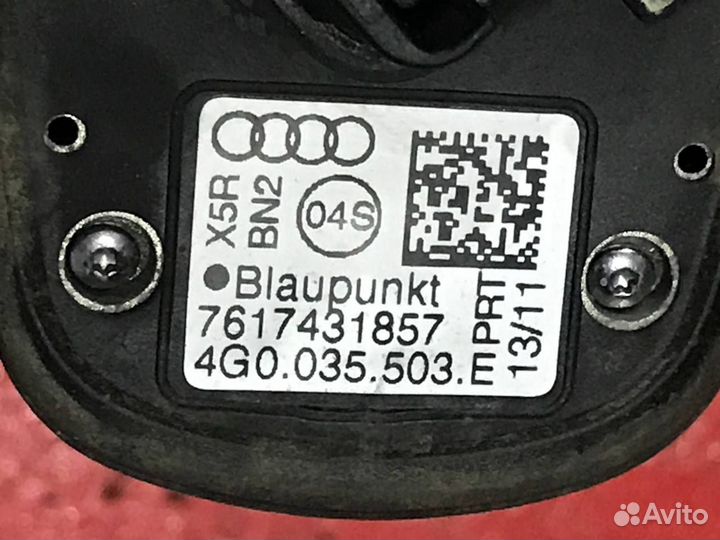 X5R
BN2
04S
Blaupunkt
7617431857
4G0.035.503.E
PRT
13/11
Avito